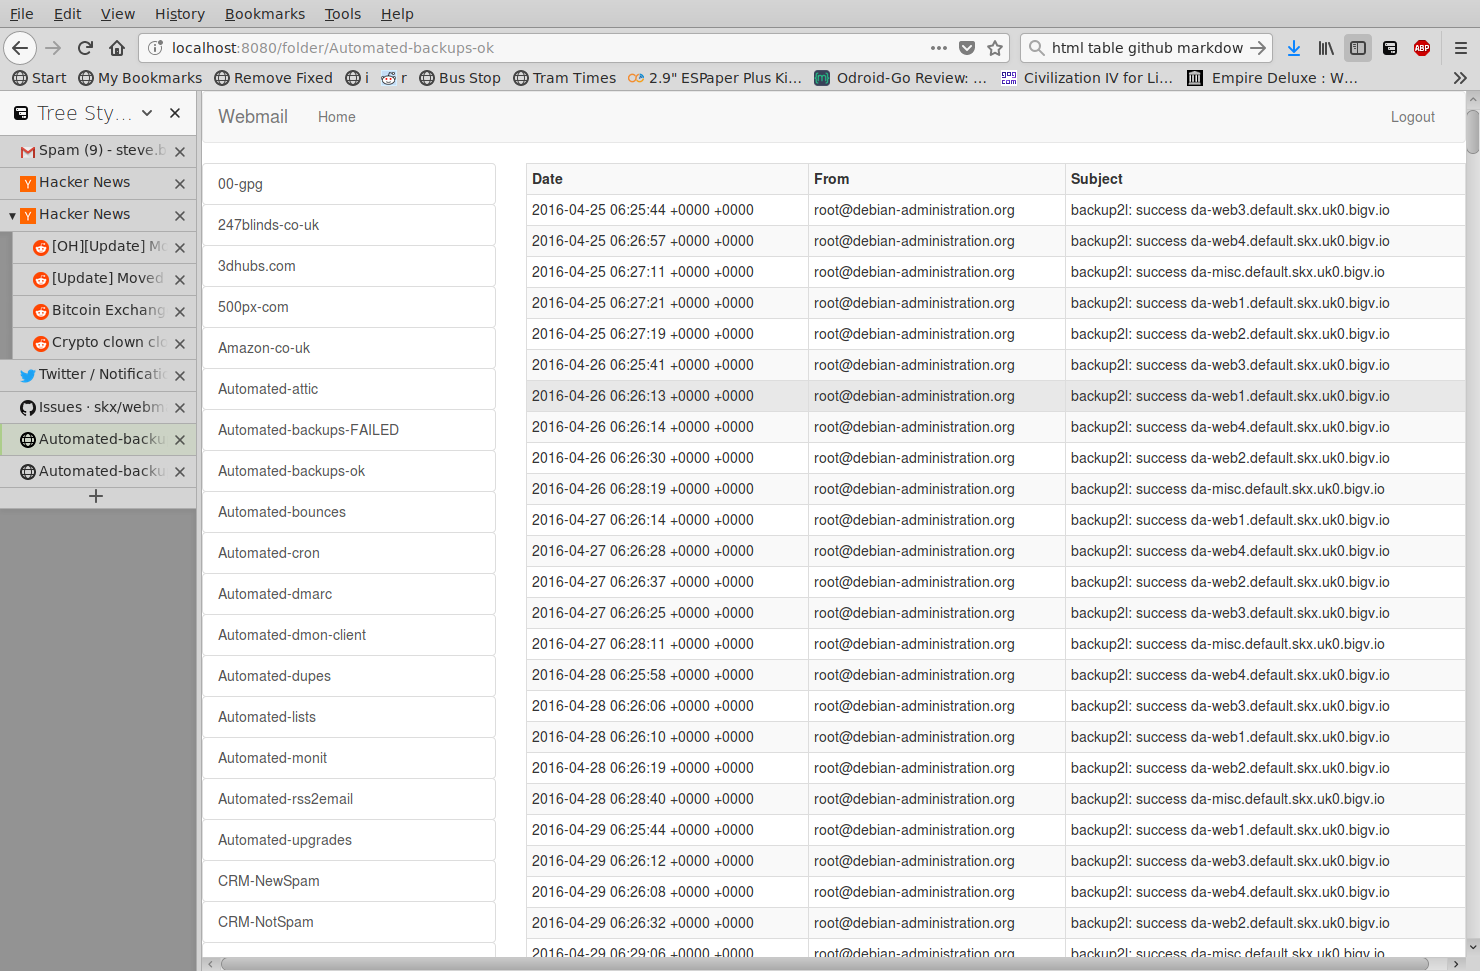 File Edit View History Bookmarks Tools Help
localhost:8080/folder/Automated-backups-ok
html table github markdow
ABP
Start My Bookmarks Remove Fixed i r Bus Stop Tram Times 2.9" ESPaper Plus Ki... Odroid-Go Review: ... Civilization IV for Li... Empire Deluxe : W...
Tree Sty...
Spam (9) - steve.b
Hacker News
Hacker News
[OH][Update] Mo
[Update] Moved
Bitcoin Exchang
Crypto clown clo
Twitter / Notificatio
Issues · skx/webm
Automated-backu
Automated-backu
Webmail Home Logout
00-gpg
247blinds-co-uk
3dhubs.com
500px-com
Amazon-co-uk
Automated-attic
Automated-backups-FAILED
Automated-backups-ok
Automated-bounces
Automated-cron
Automated-dmarc
Automated-dmon-client
Automated-dupes
Automated-lists
Automated-monit
Automated-rss2email
Automated-upgrades
CRM-NewSpam
CRM-NotSpam
Date From Subject
2016-04-25 06:25:44 +0000 +0000 root@debian-administration.org backup2l: success da-web3.default.skx.uk0.bigv.io
2016-04-25 06:26:57 +0000 +0000 root@debian-administration.org backup2l: success da-web4.default.skx.uk0.bigv.io
2016-04-25 06:27:11 +0000 +0000 root@debian-administration.org backup2l: success da-misc.default.skx.uk0.bigv.io
2016-04-25 06:27:21 +0000 +0000 root@debian-administration.org backup2l: success da-web1.default.skx.uk0.bigv.io
2016-04-25 06:27:19 +0000 +0000 root@debian-administration.org backup2l: success da-web2.default.skx.uk0.bigv.io
2016-04-26 06:25:41 +0000 +0000 root@debian-administration.org backup2l: success da-web3.default.skx.uk0.bigv.io
2016-04-26 06:26:13 +0000 +0000 root@debian-administration.org backup2l: success da-web1.default.skx.uk0.bigv.io
2016-04-26 06:26:14 +0000 +0000 root@debian-administration.org backup2l: success da-web4.default.skx.uk0.bigv.io
2016-04-26 06:26:30 +0000 +0000 root@debian-administration.org backup2l: success da-web2.default.skx.uk0.bigv.io
2016-04-26 06:28:19 +0000 +0000 root@debian-administration.org backup2l: success da-misc.default.skx.uk0.bigv.io
2016-04-27 06:26:14 +0000 +0000 root@debian-administration.org backup2l: success da-web1.default.skx.uk0.bigv.io
2016-04-27 06:26:28 +0000 +0000 root@debian-administration.org backup2l: success da-web4.default.skx.uk0.bigv.io
2016-04-27 06:26:37 +0000 +0000 root@debian-administration.org backup2l: success da-web2.default.skx.uk0.bigv.io
2016-04-27 06:26:25 +0000 +0000 root@debian-administration.org backup2l: success da-web3.default.skx.uk0.bigv.io
2016-04-27 06:28:11 +0000 +0000 root@debian-administration.org backup2l: success da-misc.default.skx.uk0.bigv.io
2016-04-28 06:25:58 +0000 +0000 root@debian-administration.org backup2l: success da-web4.default.skx.uk0.bigv.io
2016-04-28 06:26:06 +0000 +0000 root@debian-administration.org backup2l: success da-web3.default.skx.uk0.bigv.io
2016-04-28 06:26:10 +0000 +0000 root@debian-administration.org backup2l: success da-web1.default.skx.uk0.bigv.io
2016-04-28 06:26:19 +0000 +0000 root@debian-administration.org backup2l: success da-web2.default.skx.uk0.bigv.io
2016-04-28 06:28:40 +0000 +0000 root@debian-administration.org backup2l: success da-misc.default.skx.uk0.bigv.io
2016-04-29 06:25:44 +0000 +0000 root@debian-administration.org backup2l: success da-web1.default.skx.uk0.bigv.io
2016-04-29 06:26:12 +0000 +0000 root@debian-administration.org backup2l: success da-web3.default.skx.uk0.bigv.io
2016-04-29 06:26:08 +0000 +0000 root@debian-administration.org backup2l: success da-web4.default.skx.uk0.bigv.io
2016-04-29 06:26:32 +0000 +0000 root@debian-administration.org backup2l: success da-web2.default.skx.uk0.bigv.io
2016-04-29 06:29:06 +0000 +0000 root@debian-administration.org backup2l: success da-misc.default.skx.uk0.bigv.io